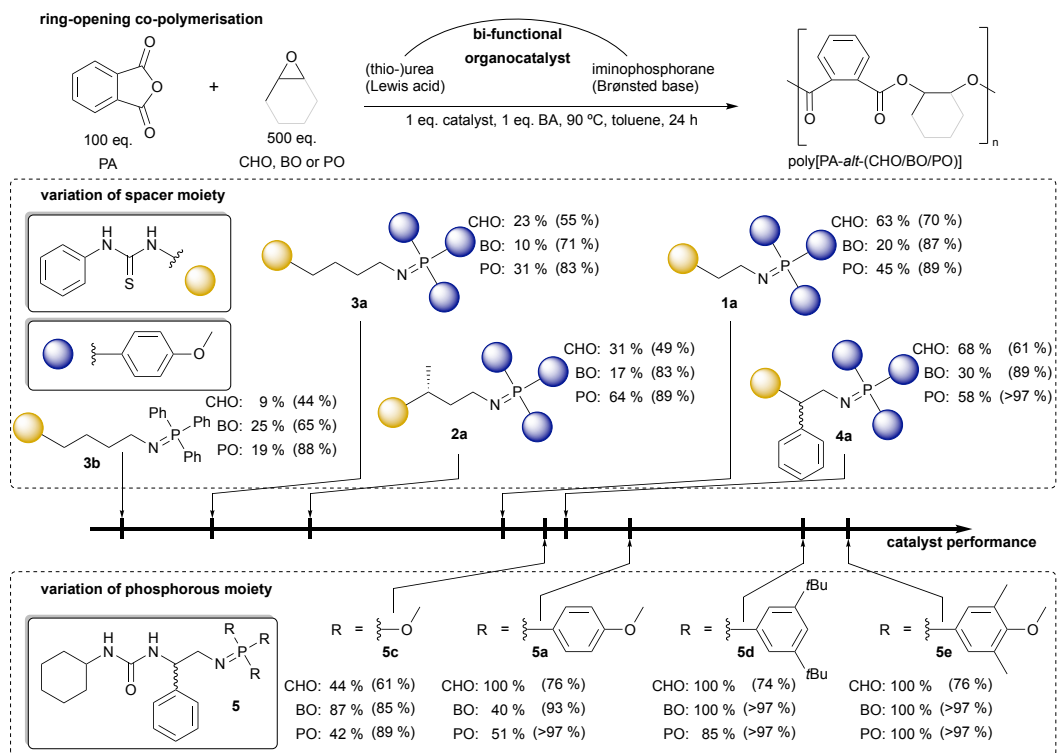 ring-opening co-polymerisation
O
O
O
+
O
100 eq.
PA
500 eq.
CHO, BO or PO
bi-functional
organocatalyst
(thio-)urea
(Lewis acid)
iminophosphorane
(Brønsted base)
1 eq. catalyst, 1 eq. BA, 90 ºC, toluene, 24 h
O
O
O
O
n
poly[PA-alt-(CHO/BO/PO)]
variation of spacer moiety
H
N
H
N
S
O
N
P
3a
CHO: 23 % (55 %)
BO: 10 % (71 %)
PO: 31 % (83 %)
N
P
1a
CHO: 63 % (70 %)
BO: 20 % (87 %)
PO: 45 % (89 %)
N
P
Ph
Ph
Ph
3b
CHO: 9 % (44 %)
BO: 25 % (65 %)
PO: 19 % (88 %)
N
P
2a
CHO: 31 % (49 %)
BO: 17 % (83 %)
PO: 64 % (89 %)
N
P
4a
CHO: 68 % (61 %)
BO: 30 % (89 %)
PO: 58 % (>97 %)
catalyst performance
variation of phosphorous moiety
H
N
H
N
O
N
P
R
R
R
5
R =
O
5c
CHO: 44 % (61 %)
BO: 87 % (85 %)
PO: 42 % (89 %)
R =
O
5a
CHO: 100 % (76 %)
BO: 40 % (93 %)
PO: 51 % (>97 %)
R =
tBu
tBu
5d
CHO: 100 % (74 %)
BO: 100 % (>97 %)
PO: 85 % (>97 %)
R =
O
5e
CHO: 100 % (76 %)
BO: 100 % (>97 %)
PO: 100 % (>97 %)